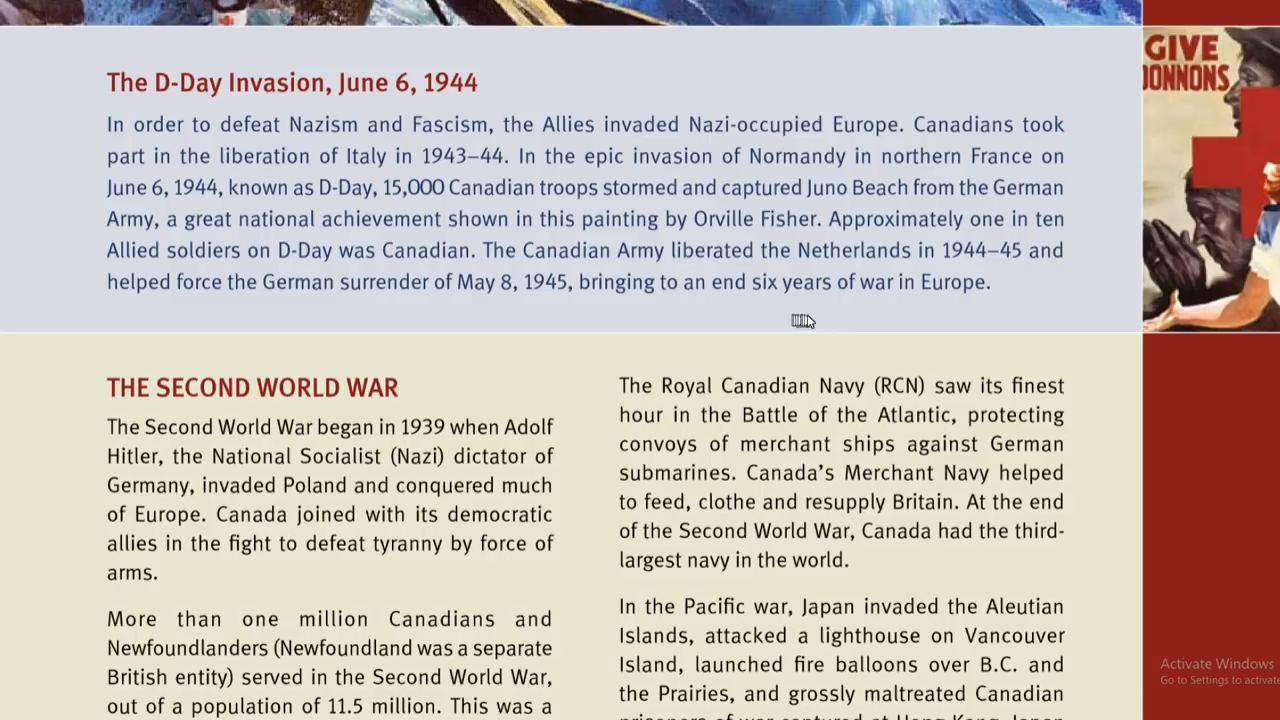 The D-Day Invasion, June 6, 1944
In order to defeat Nazism and Fascism, the Allies invaded Nazi-occupied Europe. Canadians took
part in the liberation of Italy in 1943–44. In the epic invasion of Normandy in northern France on
June 6, 1944, known as D-Day, 15,000 Canadian troops stormed and captured Juno Beach from the German
Army, a great national achievement shown in this painting by Orville Fisher. Approximately one in ten
Allied soldiers on D-Day was Canadian. The Canadian Army liberated the Netherlands in 1944–45 and
helped force the German surrender of May 8, 1945, bringing to an end six years of war in Europe.
GIVE
DONNONS
THE SECOND WORLD WAR
The Second World War began in 1939 when Adolf
Hitler, the National Socialist (Nazi) dictator of
Germany, invaded Poland and conquered much
of Europe. Canada joined with its democratic
allies in the fight to defeat tyranny by force of
arms.
More than one million Canadians and
Newfoundlanders (Newfoundland was a separate
British entity) served in the Second World War,
out of a population of 11.5 million. This was a
The Royal Canadian Navy (RCN) saw its finest
hour in the Battle of the Atlantic, protecting
convoys of merchant ships against German
submarines. Canada’s Merchant Navy helped
to feed, clothe and resupply Britain. At the end
of the Second World War, Canada had the third-
largest navy in the world.
In the Pacific war, Japan invaded the Aleutian
Islands, attacked a lighthouse on Vancouver
Island, launched fire balloons over B.C. and
the Prairies, and grossly maltreated Canadian
prisoners of war captured at Hong Kong. Japan
Activate Windows
Go to Settings to activate